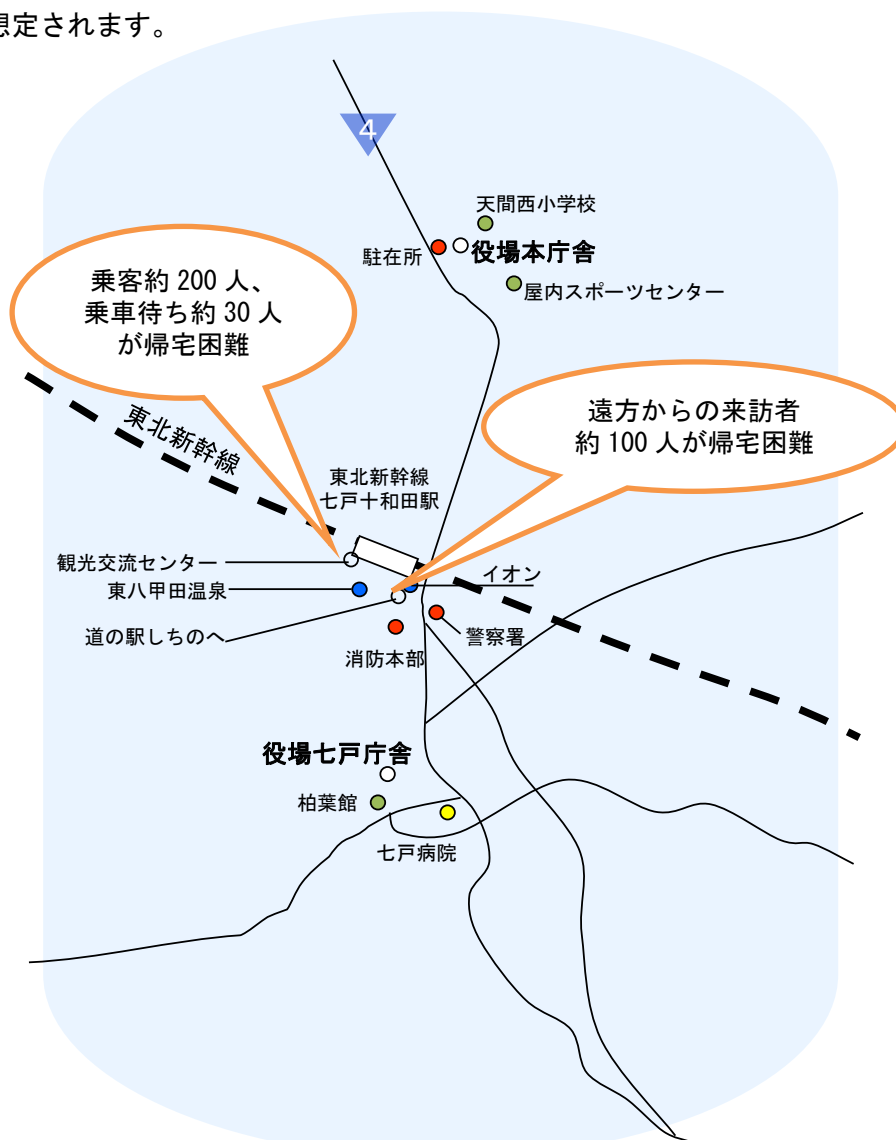 想定されます。
4
天間西小学校
駐在所
役場本庁舎
屋内スポーツセンター
乗客約 200 人、
乗車待ち約 30 人
が帰宅困難
遠方からの来訪者
約 100 人が帰宅困難
東北新幹線
東北新幹線
七戸十和田駅
観光交流センター
イオン
東八甲田温泉
道の駅しちのへ
警察署
消防本部
役場七戸庁舎
柏葉館
七戸病院